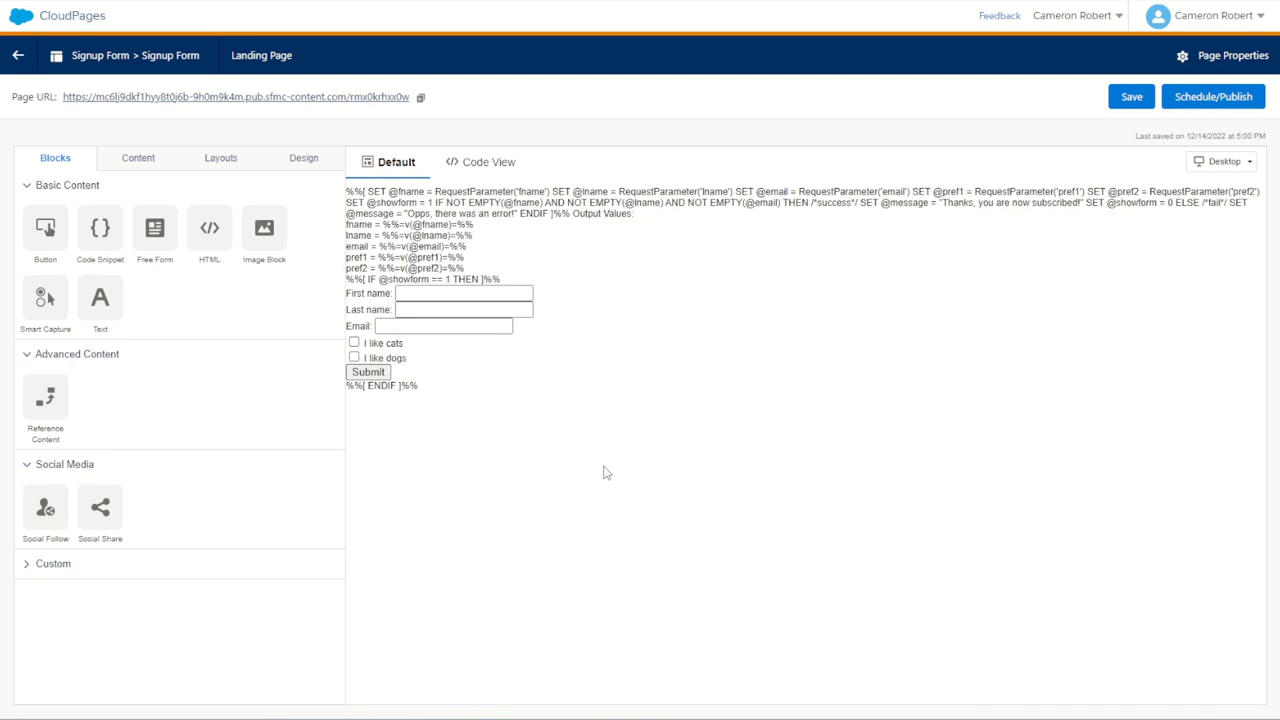 CloudPages
Feedback
Cameron Robert
Cameron Robert
Signup Form > Signup Form
Landing Page
Page Properties
Page URL: https://mc6lj9dkf1hyy8t0j6b-9h0m9k4m.pub.sfmc-content.com/rmx0krhxx0w
Save
Schedule/Publish
Last saved on 12/14/2022 at 5:00 PM
Blocks
Content
Layouts
Design
Default
Code View
Desktop
Basic Content
Button
Code Snippet
Free Form
HTML
Image Block
Smart Capture
Text
Advanced Content
Reference
Content
Social Media
Social Follow
Social Share
Custom
%%[ SET @fname = RequestParameter('fname') SET @lname = RequestParameter('lname') SET @email = RequestParameter('email') SET @pref1 = RequestParameter('pref1') SET @pref2 = RequestParameter('pref2')
SET @showform = 1 IF NOT EMPTY(@fname) AND NOT EMPTY(@lname) AND NOT EMPTY(@email) THEN /*success*/ SET @message = "Thanks, you are now subscribed!" SET @showform = 0 ELSE /*fail*/ SET
@message = "Opps, there was an error!" ENDIF ]%% Output Values:
fname = %%=v(@fname)=%%
lname = %%=v(@lname)=%%
email = %%=v(@email)=%%
pref1 = %%=v(@pref1)=%%
pref2 = %%=v(@pref2)=%%
%%[ IF @showform == 1 THEN ]%%
First name:
Last name:
Email:
I like cats
I like dogs
Submit
%%[ ENDIF ]%%